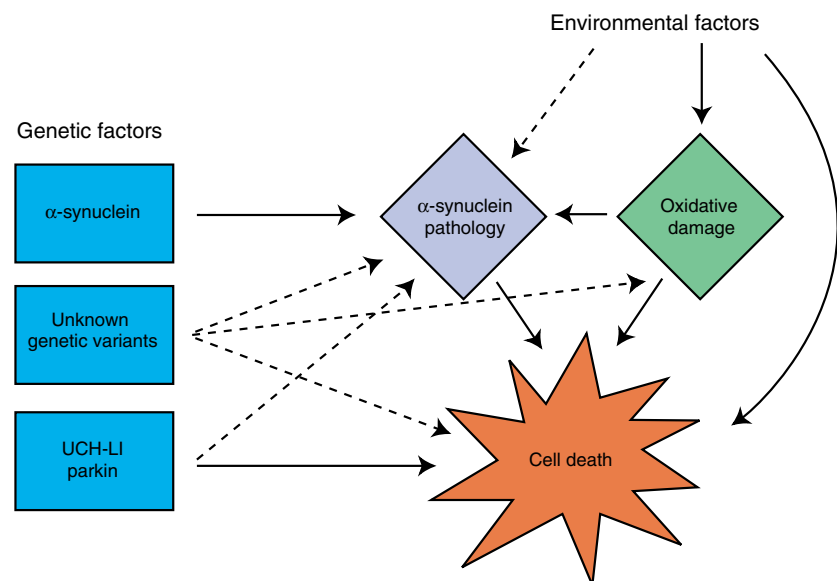 Environmental factors
Genetic factors
α-synuclein
α-synuclein
pathology
Oxidative
damage
Unknown
genetic variants
UCH-LI
parkin
Cell death